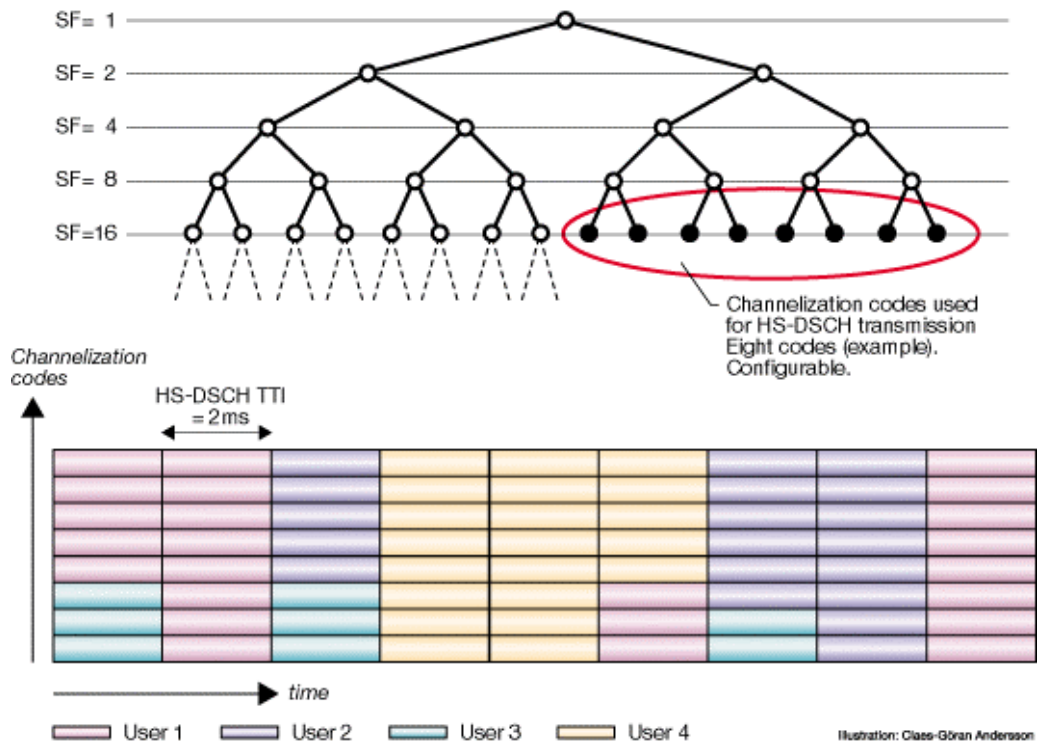 SF= 1
SF= 2
SF= 4
SF= 8
SF=16
Channelization codes used
for HS-DSCH transmission
Eight codes (example).
Configurable.
Channelization
codes
HS-DSCH TTI
= 2ms
time
User 1
User 2
User 3
User 4
Illustration: Claes-Göran Andersson